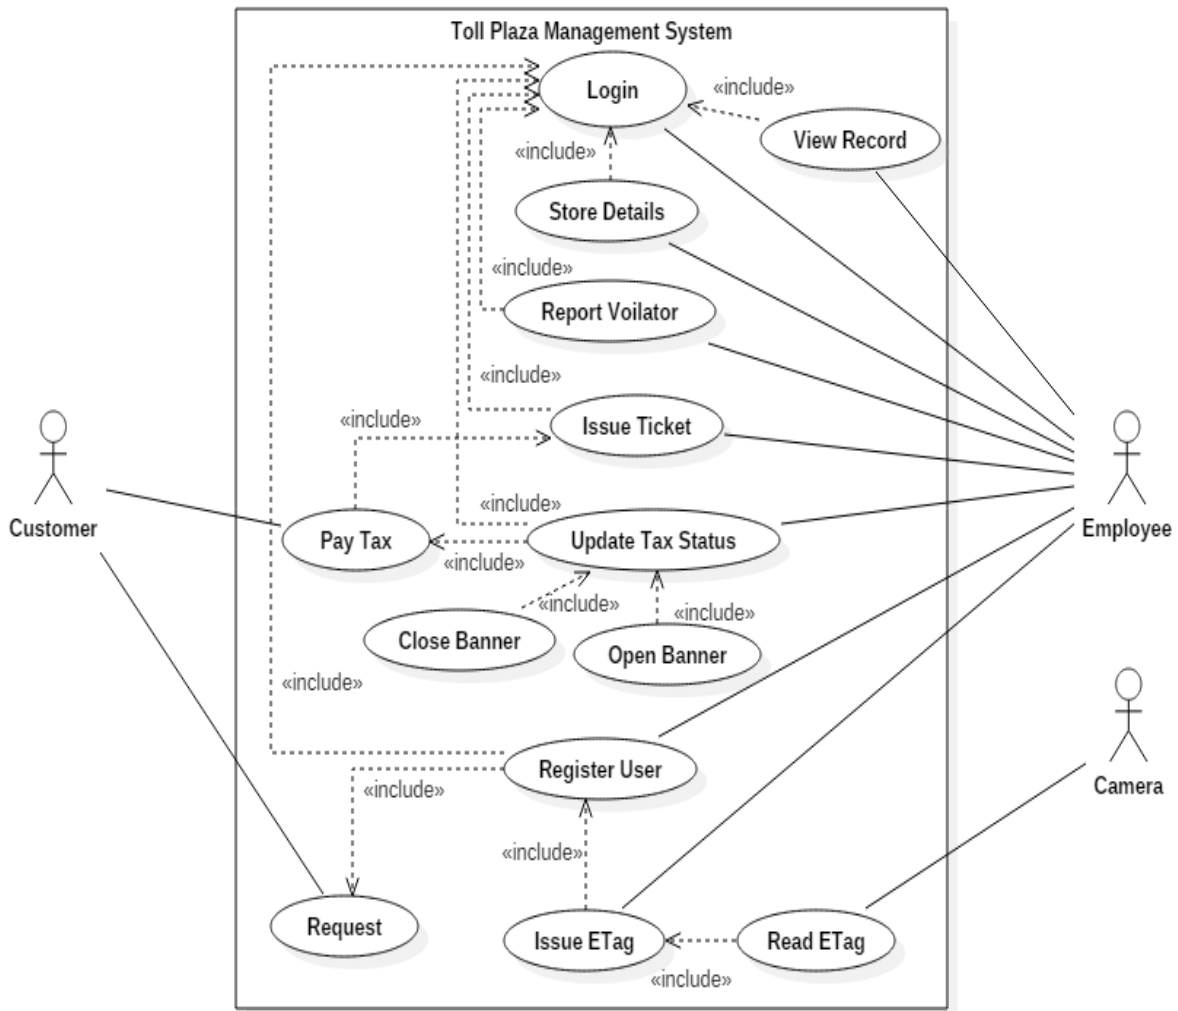 Toll Plaza Management System
Login
«include»
View Record
«include»
Store Details
«include»
Report Voilator
«include»
«include»
Issue Ticket
«include»
Customer
Pay Tax
Update Tax Status
Employee
«include»
«include»
«include»
Close Banner
Open Banner
«include»
Register User
«include»
Camera
«include»
Request
Issue ETag
Read ETag
«include»